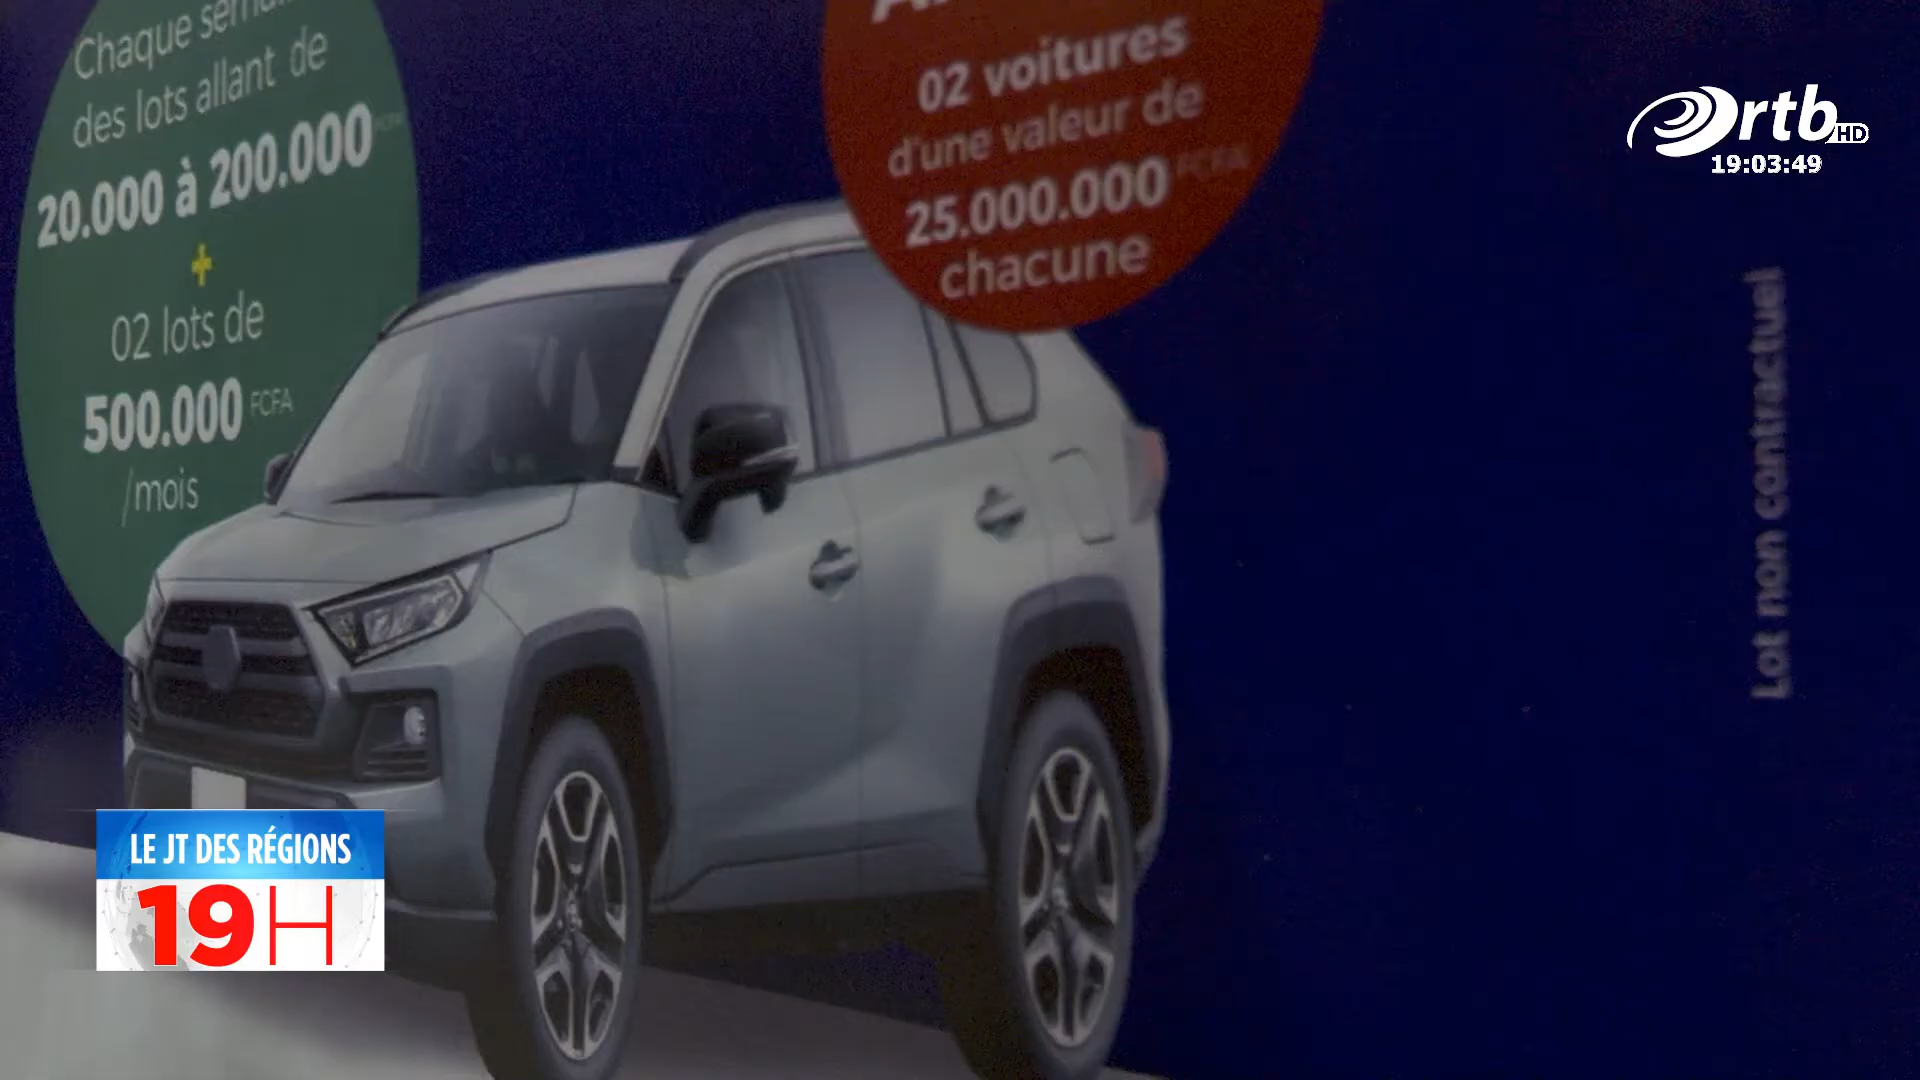 Chaque
des lots allant de
20.000 à 200.000
+
02 lots de
500.000 FCFA
/mois
02 voitures
d'une valeur de
25.000.000 FCFA
chacune
rtb HD
19:03:49
Lot non contractuel
LE JT DES RÉGIONS
19H